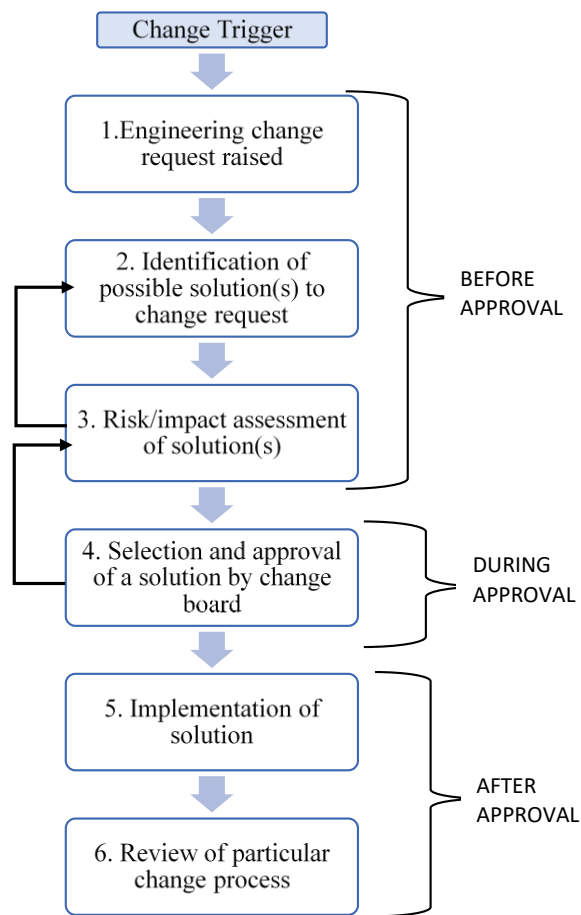 Change Trigger
1.Engineering change
request raised
2. Identification of
possible solution(s) to
change request
BEFORE
APPROVAL
3. Risk/impact assessment
of solution(s)
4. Selection and approval
of a solution by change
board
DURING
APPROVAL
5. Implementation of
solution
AFTER
APPROVAL
6. Review of particular
change process